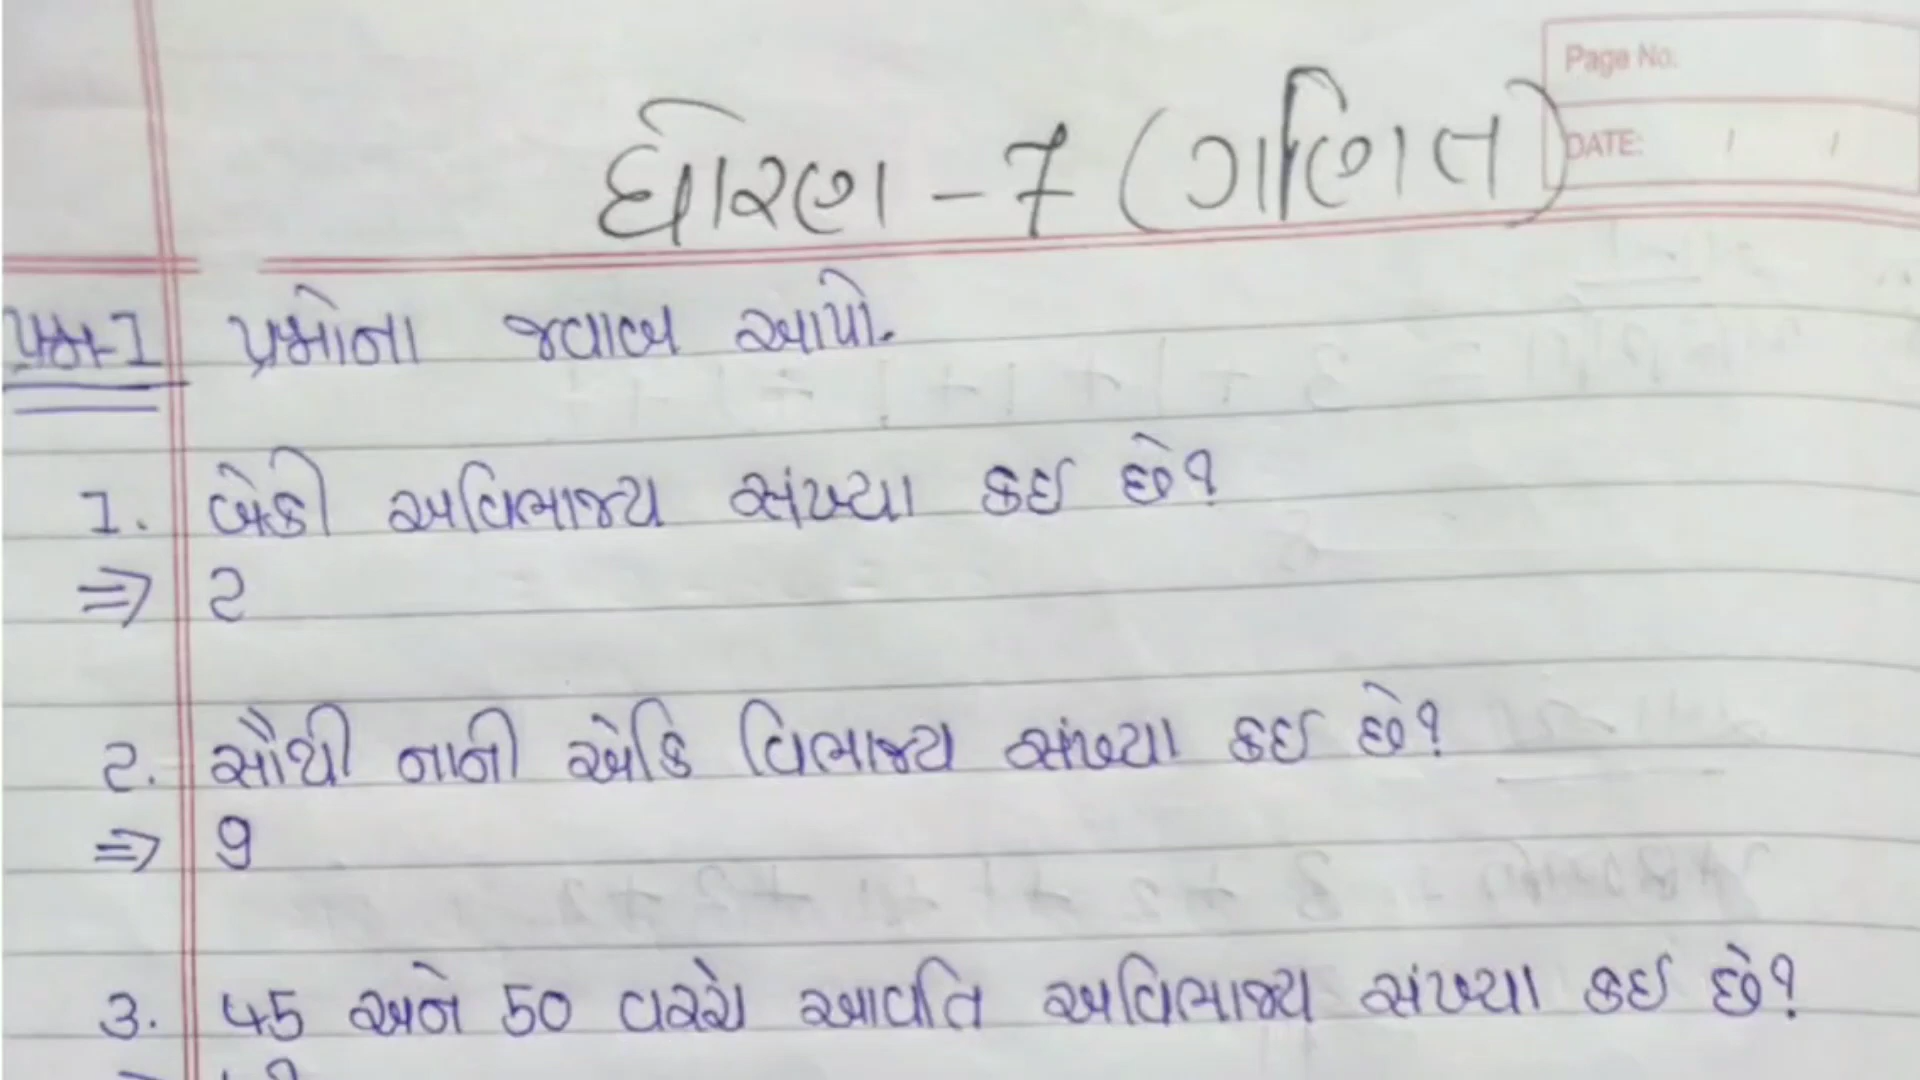 Page No.
DATE: / /
ધોરણ - 7 (ગણિત)
પ્રશ્ન-1 પ્રશ્નોના જવાબ આપો.
1. બેકી અવિભાજ્ય સંખ્યા કઈ છે?
⇒ 2
2. સૌથી નાની એકિ વિભાજ્ય સંખ્યા કઈ છે?
⇒ 9
3. 45 અને 50 વચ્ચે આવતિ અવિભાજ્ય સંખ્યા કઈ છે?